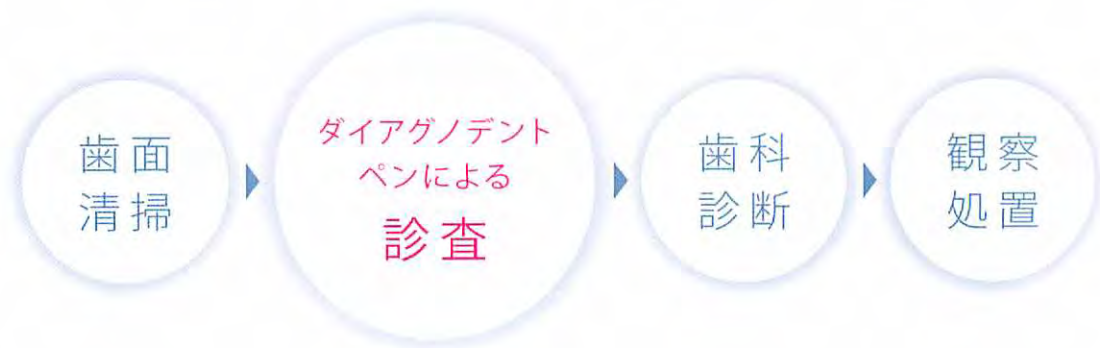 歯面
清掃
ダイアグノデント
ペンによる
診査
歯科
診断
観察
処置